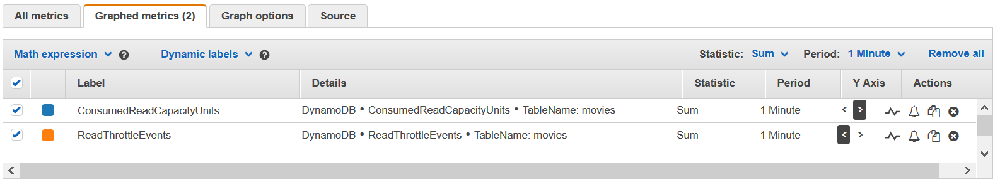 All metrics Graphed metrics (2) Graph options Source
Math expression ? Dynamic labels ? Statistic: Sum Period: 1 Minute Remove all
Label Details Statistic Period Y Axis Actions
ConsumedReadCapacityUnits DynamoDB • ConsumedReadCapacityUnits • TableName: movies Sum 1 Minute < >
ReadThrottleEvents DynamoDB • ReadThrottleEvents • TableName: movies Sum 1 Minute < >